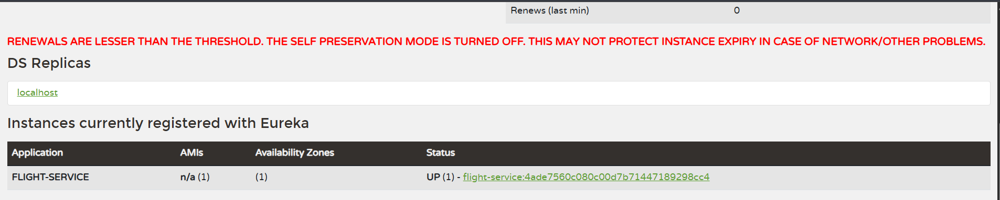 Renews (last min) 0
RENEWALS ARE LESSER THAN THE THRESHOLD. THE SELF PRESERVATION MODE IS TURNED OFF. THIS MAY NOT PROTECT INSTANCE EXPIRY IN CASE OF NETWORK/OTHER PROBLEMS.
DS Replicas
localhost
Instances currently registered with Eureka
Application AMIs Availability Zones Status
FLIGHT-SERVICE n/a (1) (1) UP (1) - flight-service:4ade7560c080c00d7b71447189298cc4